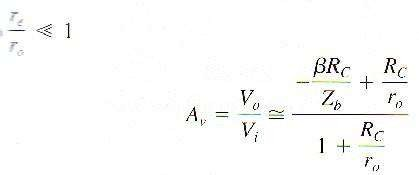 r_e/r_o ≪ 1
A_v = V_o/V_i ≅ (-βR_C/Z_b + R_C/r_o)/(1 + R_C/r_o)